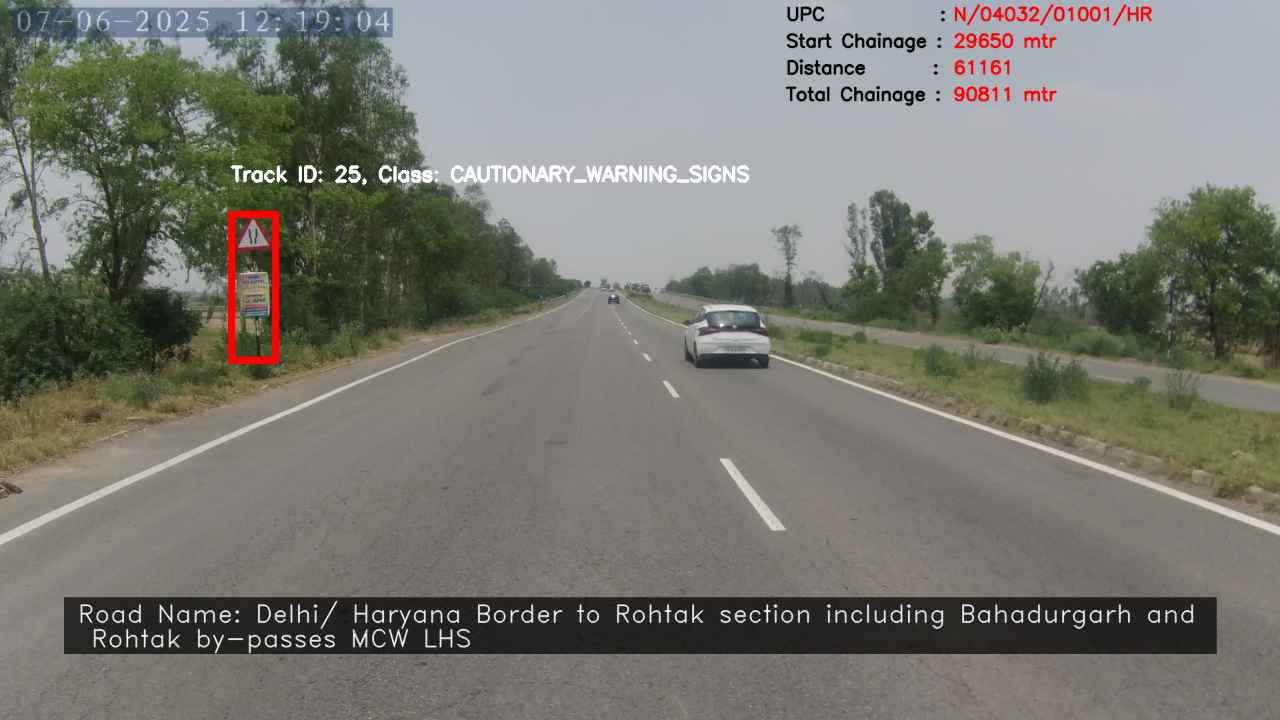 07-06-2025 12:19:04
UPC : N/04032/01001/HR
Start Chainage : 29650 mtr
Distance : 61161
Total Chainage : 90811 mtr
Track ID: 25, Class: CAUTIONARY_WARNING_SIGNS
Road Name: Delhi/ Haryana Border to Rohtak section including Bahadurgarh and
Rohtak by-passes MCW LHS